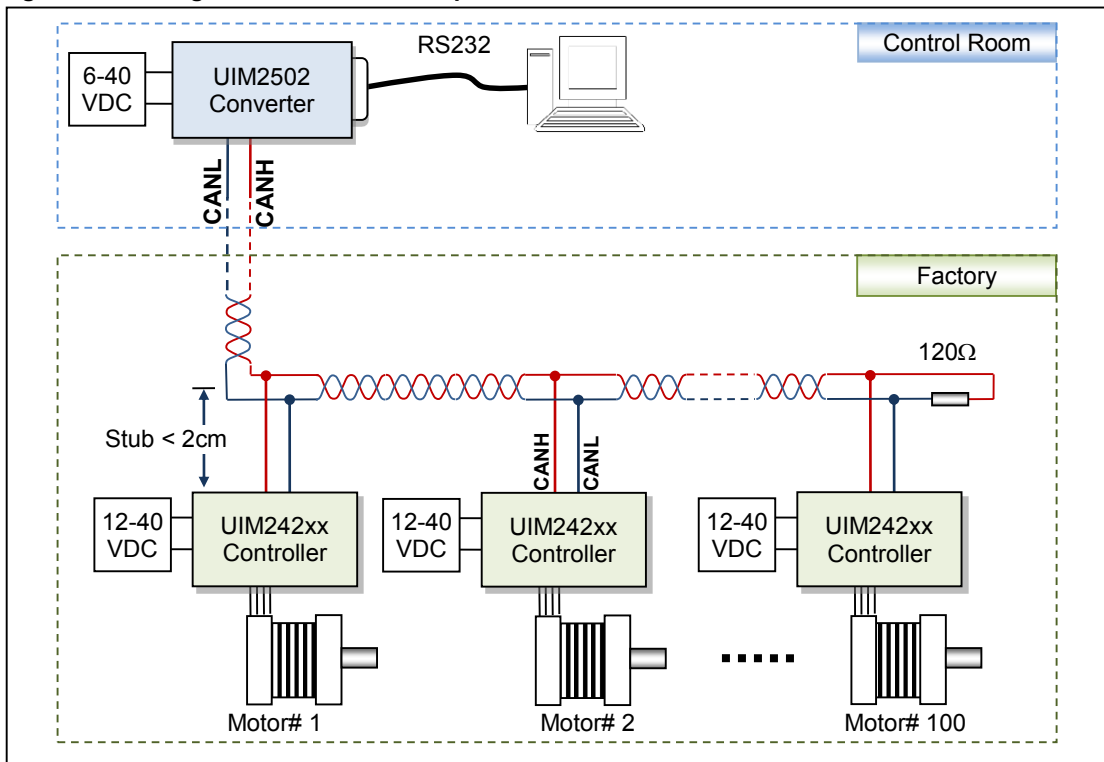 RS232
Control Room
6-40
VDC
UIM2502
Converter
CANL
CANH
Factory
120Ω
Stub < 2cm
CANH
CANL
12-40
VDC
UIM242xx
Controller
12-40
VDC
UIM242xx
Controller
12-40
VDC
UIM242xx
Controller
Motor# 1
Motor# 2
Motor# 100